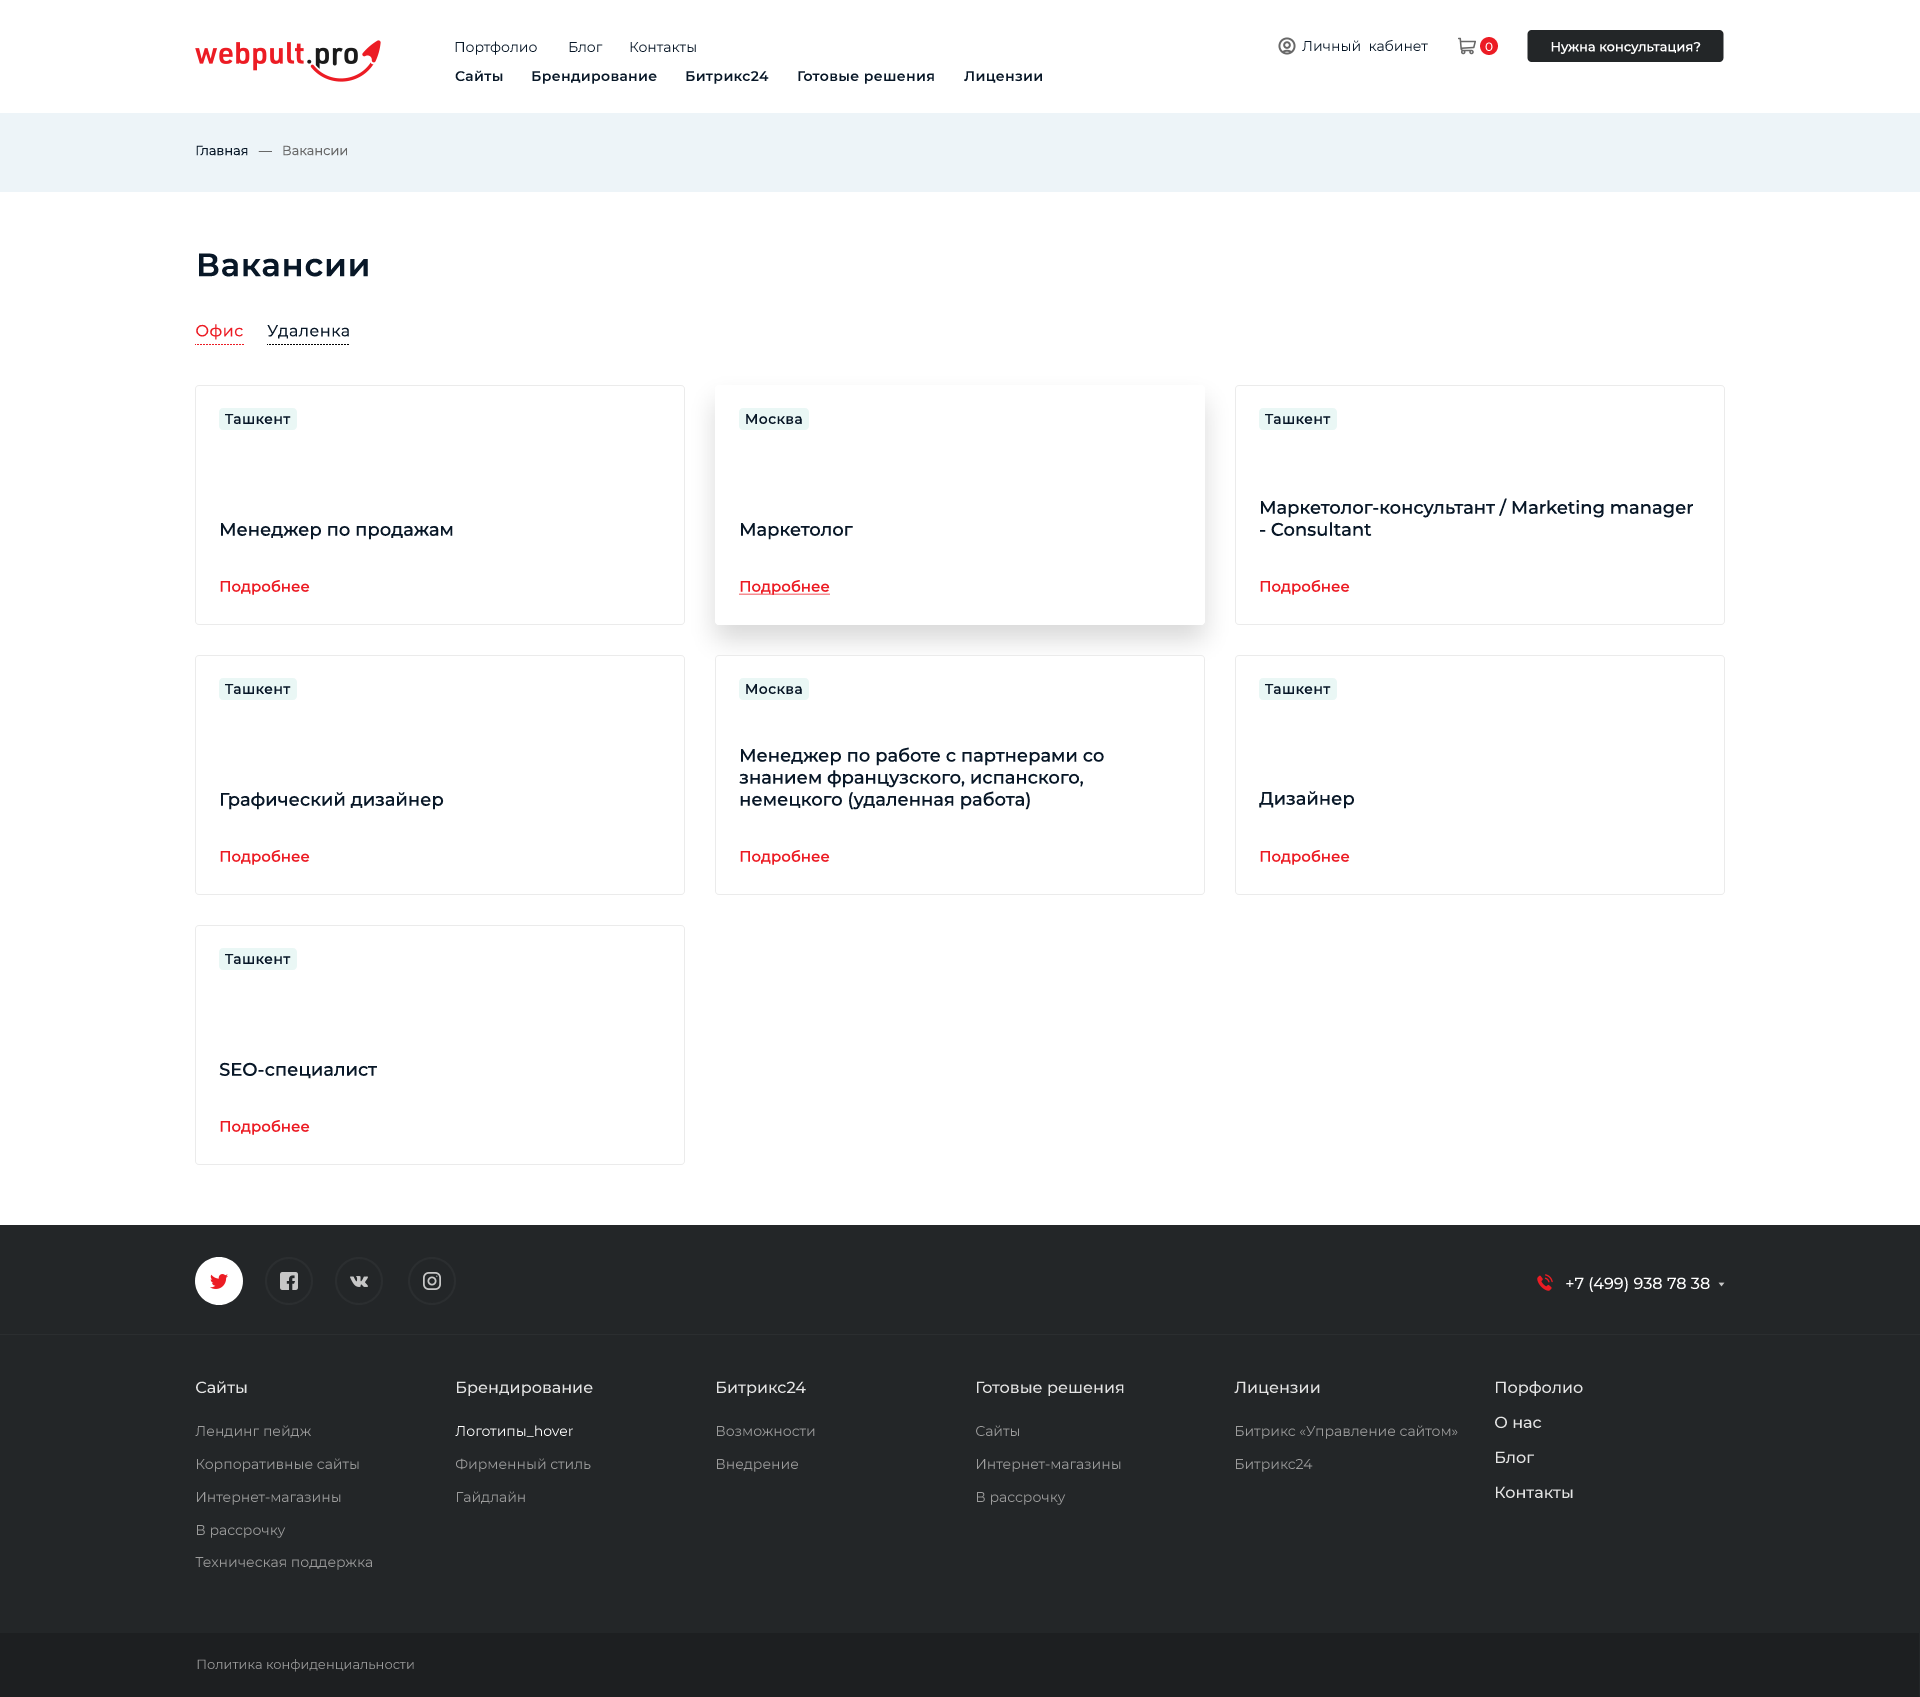 webpult.pro
Портфолио Блог Контакты
Личный кабинет 0 Нужна консультация?
Сайты Брендирование Битрикс24 Готовые решения Лицензии
Главная — Вакансии
Вакансии
Офис Удаленка
Ташкент
Менеджер по продажам
Подробнее
Москва
Маркетолог
Подробнее
Ташкент
Маркетолог-консультант / Marketing manager
- Consultant
Подробнее
Ташкент
Графический дизайнер
Подробнее
Москва
Менеджер по работе с партнерами со
знанием французского, испанского,
немецкого (удаленная работа)
Подробнее
Ташкент
Дизайнер
Подробнее
Ташкент
SEO-специалист
Подробнее
+7 (499) 938 78 38
Сайты
Лендинг пейдж
Корпоративные сайты
Интернет-магазины
В рассрочку
Техническая поддержка
Брендирование
Логотипы_hover
Фирменный стиль
Гайдлайн
Битрикс24
Возможности
Внедрение
Готовые решения
Сайты
Интернет-магазины
В рассрочку
Лицензии
Битрикс «Управление сайтом»
Битрикс24
Порфолио
О нас
Блог
Контакты
Политика конфиденциальности